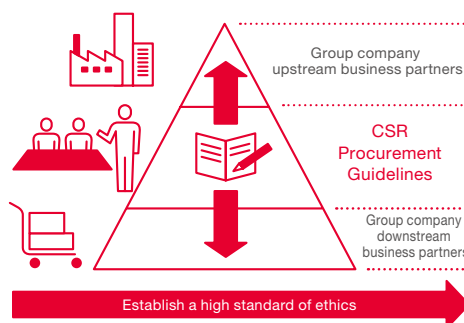 Group company
upstream business partners
CSR
Procurement
Guidelines
Group company
downstream
business partners
Establish a high standard of ethics